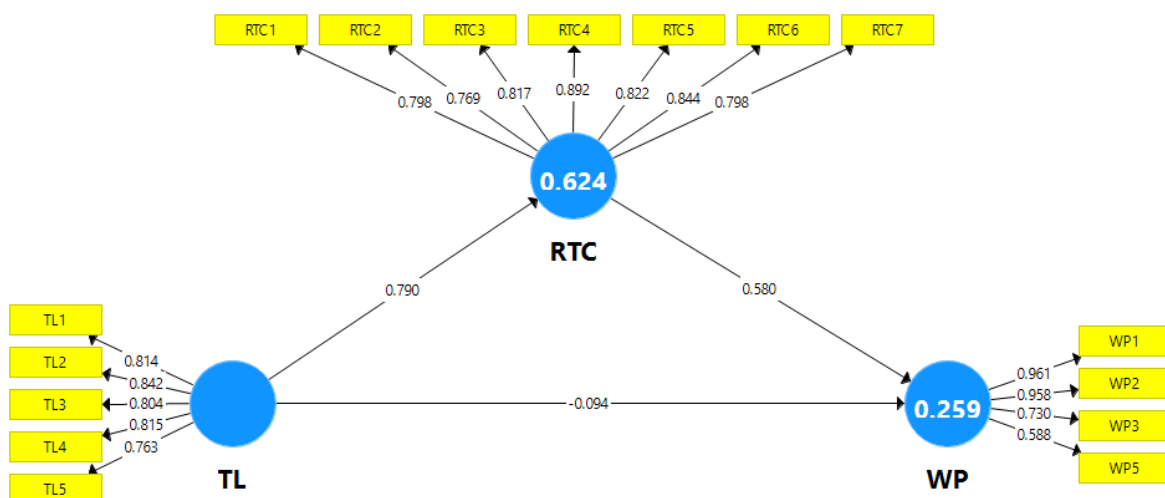 RTC1 RTC2 RTC3 RTC4 RTC5 RTC6 RTC7
0.798 0.769 0.817 0.892 0.822 0.844 0.798
0.624
RTC
0.790
0.580
TL1
TL2
TL3
TL4
TL5
0.814
0.842
0.804
0.815
0.763
TL
-0.094
0.259
WP
0.961
0.958
0.730
0.588
WP1
WP2
WP3
WP5